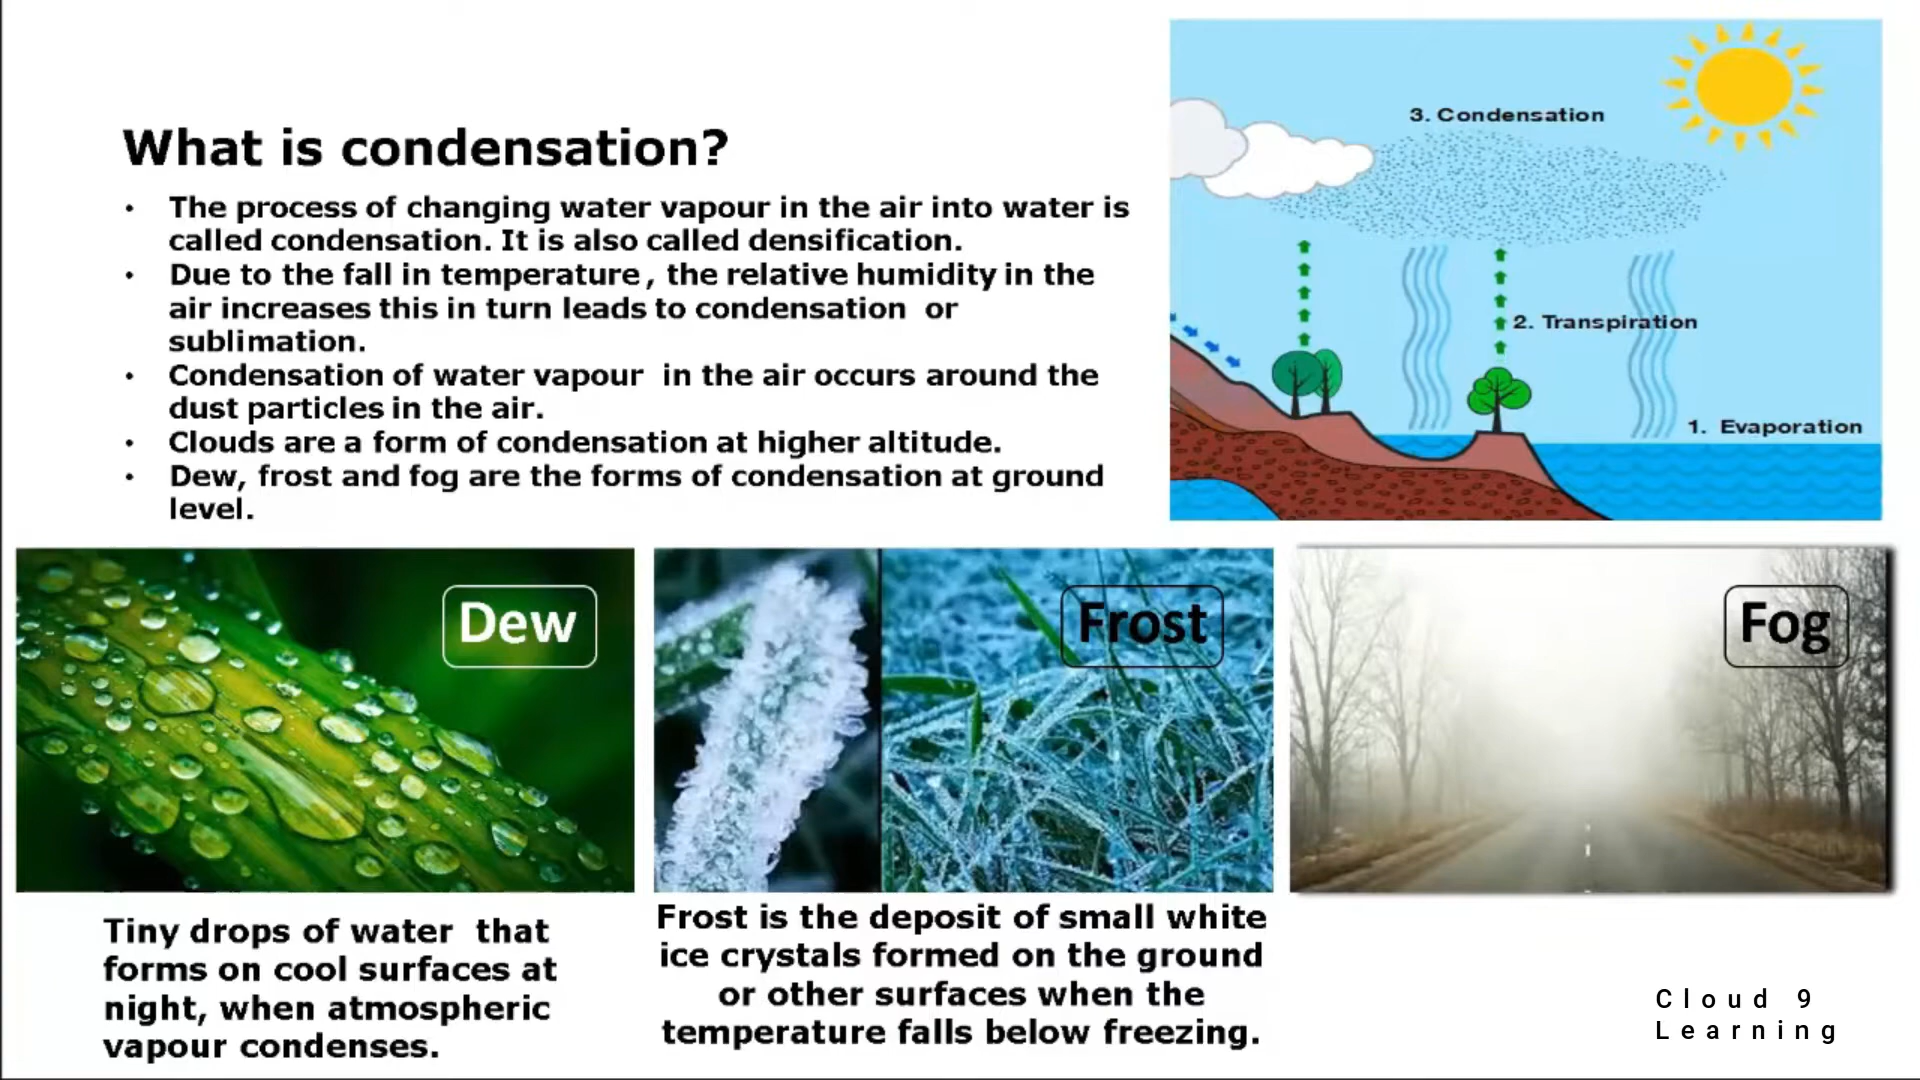 What is condensation?
• The process of changing water vapour in the air into water is
called condensation. It is also called densification.
• Due to the fall in temperature, the relative humidity in the
air increases this in turn leads to condensation or
sublimation.
• Condensation of water vapour in the air occurs around the
dust particles in the air.
• Clouds are a form of condensation at higher altitude.
• Dew, frost and fog are the forms of condensation at ground
level.
3. Condensation
2. Transpiration
1. Evaporation
Dew
Frost
Fog
Tiny drops of water that
forms on cool surfaces at
night, when atmospheric
vapour condenses.
Frost is the deposit of small white
ice crystals formed on the ground
or other surfaces when the
temperature falls below freezing.
Cloud 9
Learning